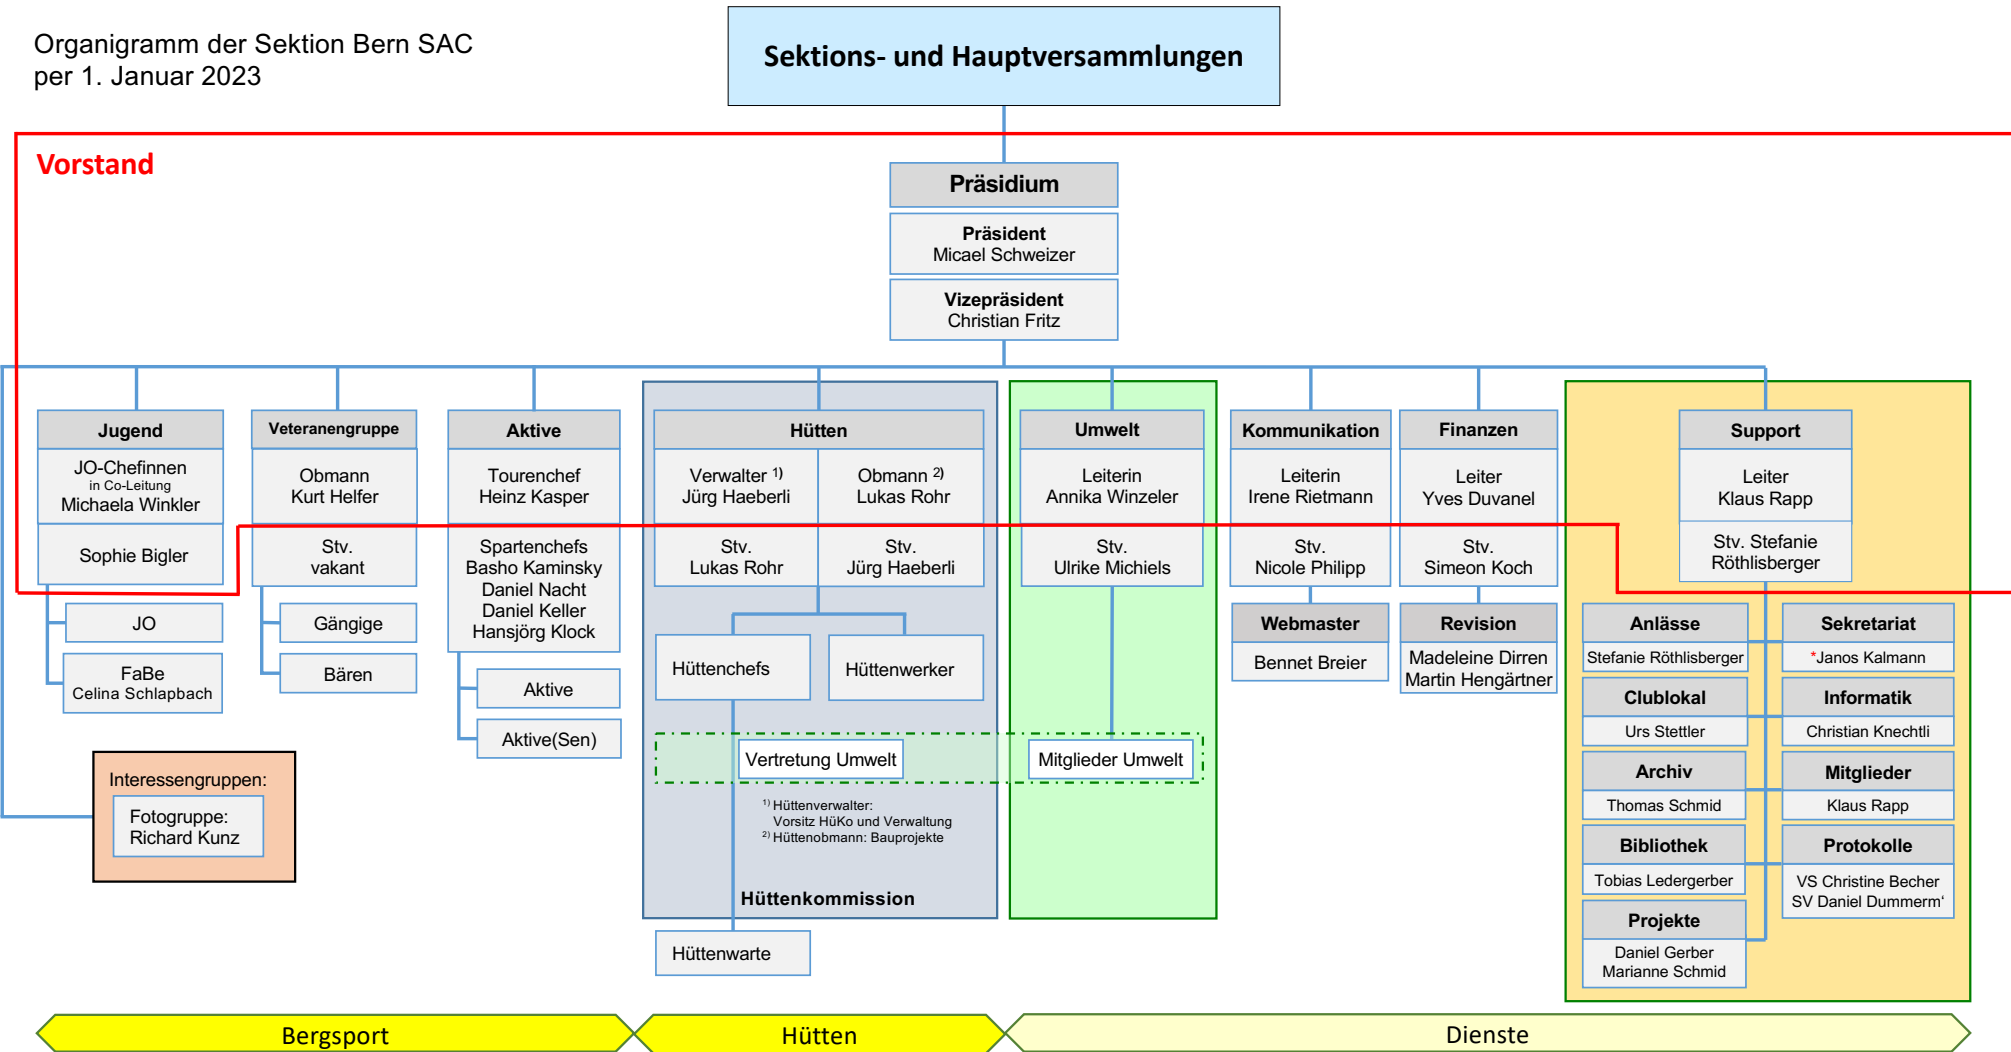 Organigramm der Sektion Bern SAC
per 1. Januar 2023
Sektions- und Hauptversammlungen
Vorstand
Präsidium
Präsident
Micael Schweizer
Vizepräsident
Christian Fritz
Jugend
JO-Chefinnen
in Co-Leitung
Michaela Winkler
Sophie Bigler
JO
FaBe
Celina Schlapbach
Veteranengruppe
Obmann
Kurt Helfer
Stv.
vakant
Gängige
Bären
Aktive
Tourenchef
Heinz Kasper
Spartenchefs
Basho Kaminsky
Daniel Nacht
Daniel Keller
Hansjörg Klock
Aktive
Aktive(Sen)
Hütten
Verwalter 1)
Jürg Haeberli
Obmann 2)
Lukas Rohr
Stv.
Lukas Rohr
Stv.
Jürg Haeberli
Hüttenchefs
Hüttenwerker
Vertretung Umwelt
1) Hüttenverwalter:
Vorsitz HüKo und Verwaltung
2) Hüttenobmann: Bauprojekte
Hüttenkommission
Hüttenwarte
Umwelt
Leiterin
Annika Winzeler
Stv.
Ulrike Michiels
Mitglieder Umwelt
Kommunikation
Leiterin
Irene Rietmann
Stv.
Nicole Philipp
Webmaster
Bennet Breier
Finanzen
Leiter
Yves Duvanel
Stv.
Simeon Koch
Revision
Madeleine Dirren
Martin Hengärtner
Support
Leiter
Klaus Rapp
Stv. Stefanie
Röthlisberger
Anlässe
Stefanie Röthlisberger
Sekretariat
*Janos Kalmann
Clublokal
Urs Stettler
Informatik
Christian Knechtli
Archiv
Thomas Schmid
Mitglieder
Klaus Rapp
Bibliothek
Tobias Ledergerber
Protokolle
VS Christine Becher
SV Daniel Dummerm‘
Projekte
Daniel Gerber
Marianne Schmid
Interessengruppen:
Fotogruppe:
Richard Kunz
Bergsport
Hütten
Dienste